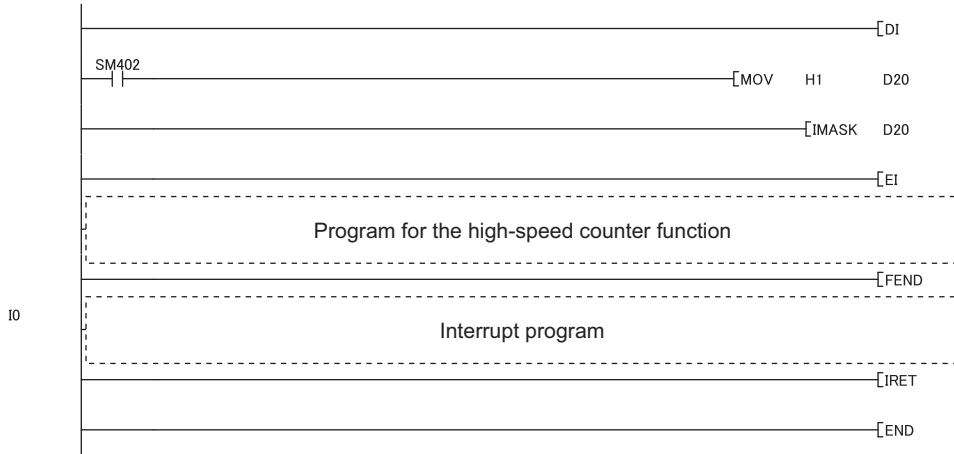 [DI
SM402
[MOV H1 D20
[IMASK D20
[EI
Program for the high-speed counter function
[FEND
I0
Interrupt program
[IRET
[END